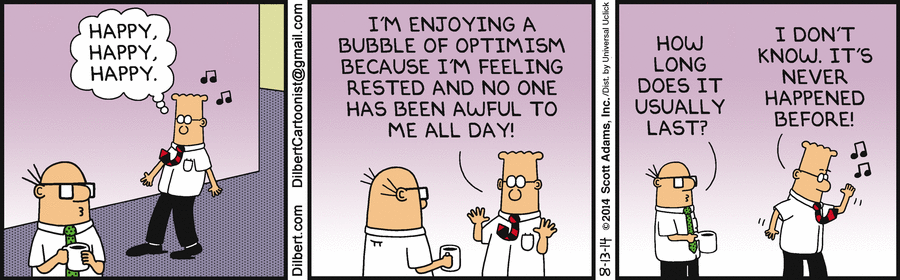 HAPPY,
HAPPY,
HAPPY.
Dilbert.com DilbertCartoonist@gmail.com
I'M ENJOYING A
BUBBLE OF OPTIMISM
BECAUSE I'M FEELING
RESTED AND NO ONE
HAS BEEN AWFUL TO
ME ALL DAY!
8-13-14 ©2014 Scott Adams, Inc. /Dist. by Universal Uclick
HOW
LONG
DOES IT
USUALLY
LAST?
I DON'T
KNOW. IT'S
NEVER
HAPPENED
BEFORE!